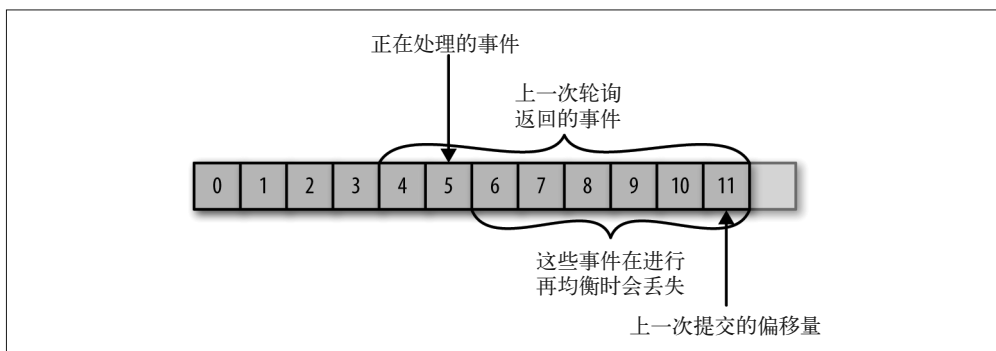 正在处理的事件
上一次轮询
返回的事件
0 1 2 3 4 5 6 7 8 9 10 11
这些事件在进行
再均衡时会丢失
上一次提交的偏移量